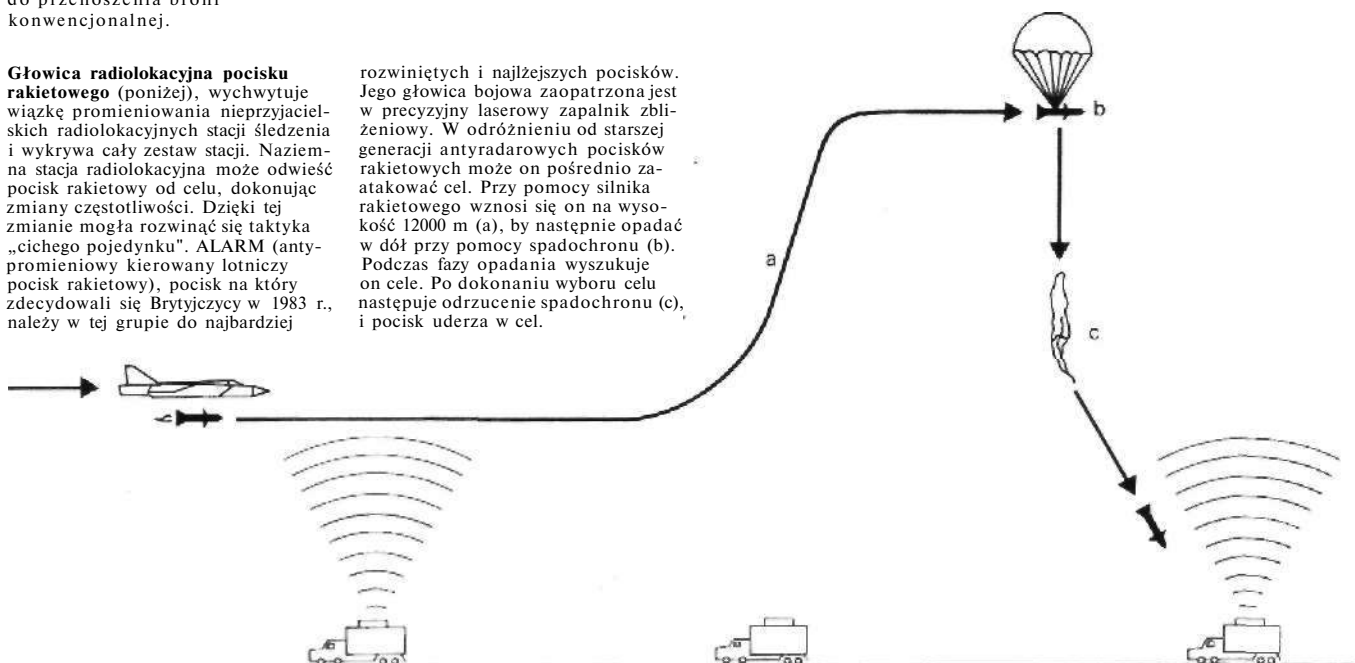 do przenoszenia broni
konwencjonalnej.
Głowica radiolokacyjna pocisku
rakietowego (poniżej), wychwytuje
wiązkę promieniowania nieprzyjaciel-
skich radiolokacyjnych stacji śledzenia
i wykrywa cały zestaw stacji. Naziem-
na stacja radiolokacyjna może odwieść
pocisk rakietowy od celu, dokonując
zmiany częstotliwości. Dzięki tej
zmianie mogła rozwinąć się taktyka
„cichego pojedynku". ALARM (anty-
promieniowy kierowany lotniczy
pocisk rakietowy), pocisk na który
zdecydowali się Brytyjczycy w 1983 r.,
należy w tej grupie do najbardziej
rozwiniętych i najlżejszych pocisków.
Jego głowica bojowa zaopatrzona jest
w precyzyjny laserowy zapalnik zbli-
żeniowy. W odróżnieniu od starszej
generacji antyradarowych pocisków
rakietowych może on pośrednio za-
atakować cel. Przy pomocy silnika
rakietowego wznosi się on na wyso-
kość 12000 m (a), by następnie opadać
w dół przy pomocy spadochronu (b).
Podczas fazy opadania wyszukuje
on cele. Po dokonaniu wyboru celu
następuje odrzucenie spadochronu (c),
i pocisk uderza w cel.
a
b
c